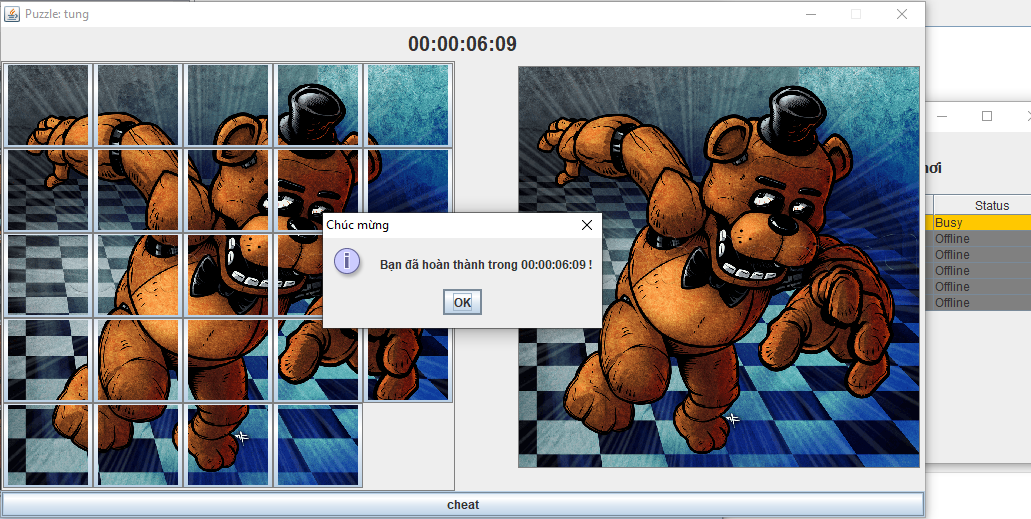 Puzzle: tung
00:00:06:09
Chúc mừng
Bạn đã hoàn thành trong 00:00:06:09 !
OK
cheat
Status
Busy
Offline
Offline
Offline
Offline
Offline